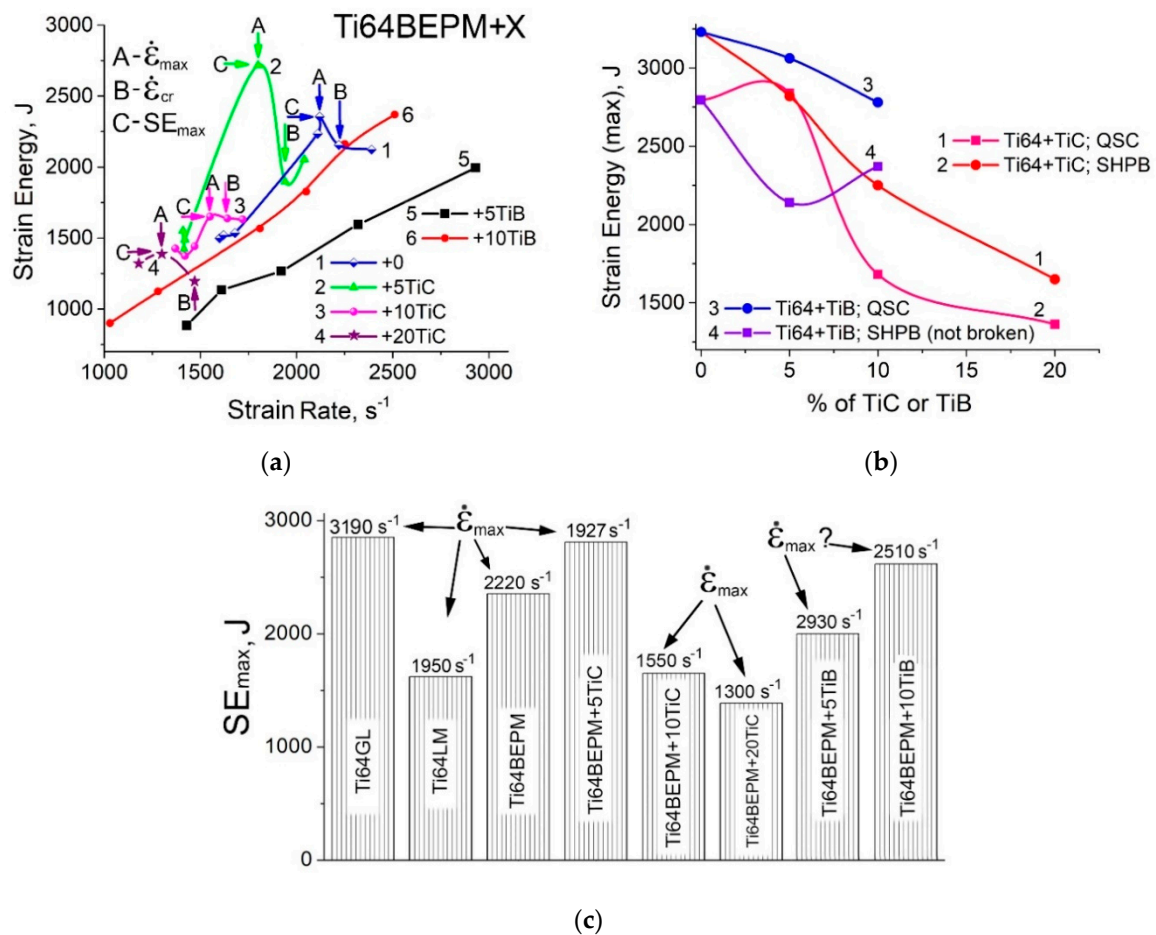 Ti64BEPM+X
Strain Energy, J
3000
2500
2000
1500
1000
A-ε̇max
B-ε̇cr
C-SEmax
A
C
2
B
A
C
B
1
A
B
C
3
A
C
4
B
6
5
5 +5TiB
6 +10TiB
1 +0
2 +5TiC
3 +10TiC
4 +20TiC
1000 1500 2000 2500 3000
Strain Rate, s-1
(a)
Strain Energy (max), J
3000
2500
2000
1500
3
4
1
2
1 Ti64+TiC; QSC
2 Ti64+TiC; SHPB
3 Ti64+TiB; QSC
4 Ti64+TiB; SHPB (not broken)
0 5 10 15 20
% of TiC or TiB
(b)
SEmax, J
3000
2000
1000
0
3190 s-1
ε̇max
1927 s-1
2220 s-1
1950 s-1
ε̇max
1550 s-1
1300 s-1
ε̇max?
2510 s-1
2930 s-1
Ti64GL
Ti64LM
Ti64BEPM
Ti64BEPM+5TiC
Ti64BEPM+10TiC
Ti64BEPM+20TiC
Ti64BEPM+5TiB
Ti64BEPM+10TiB
(c)